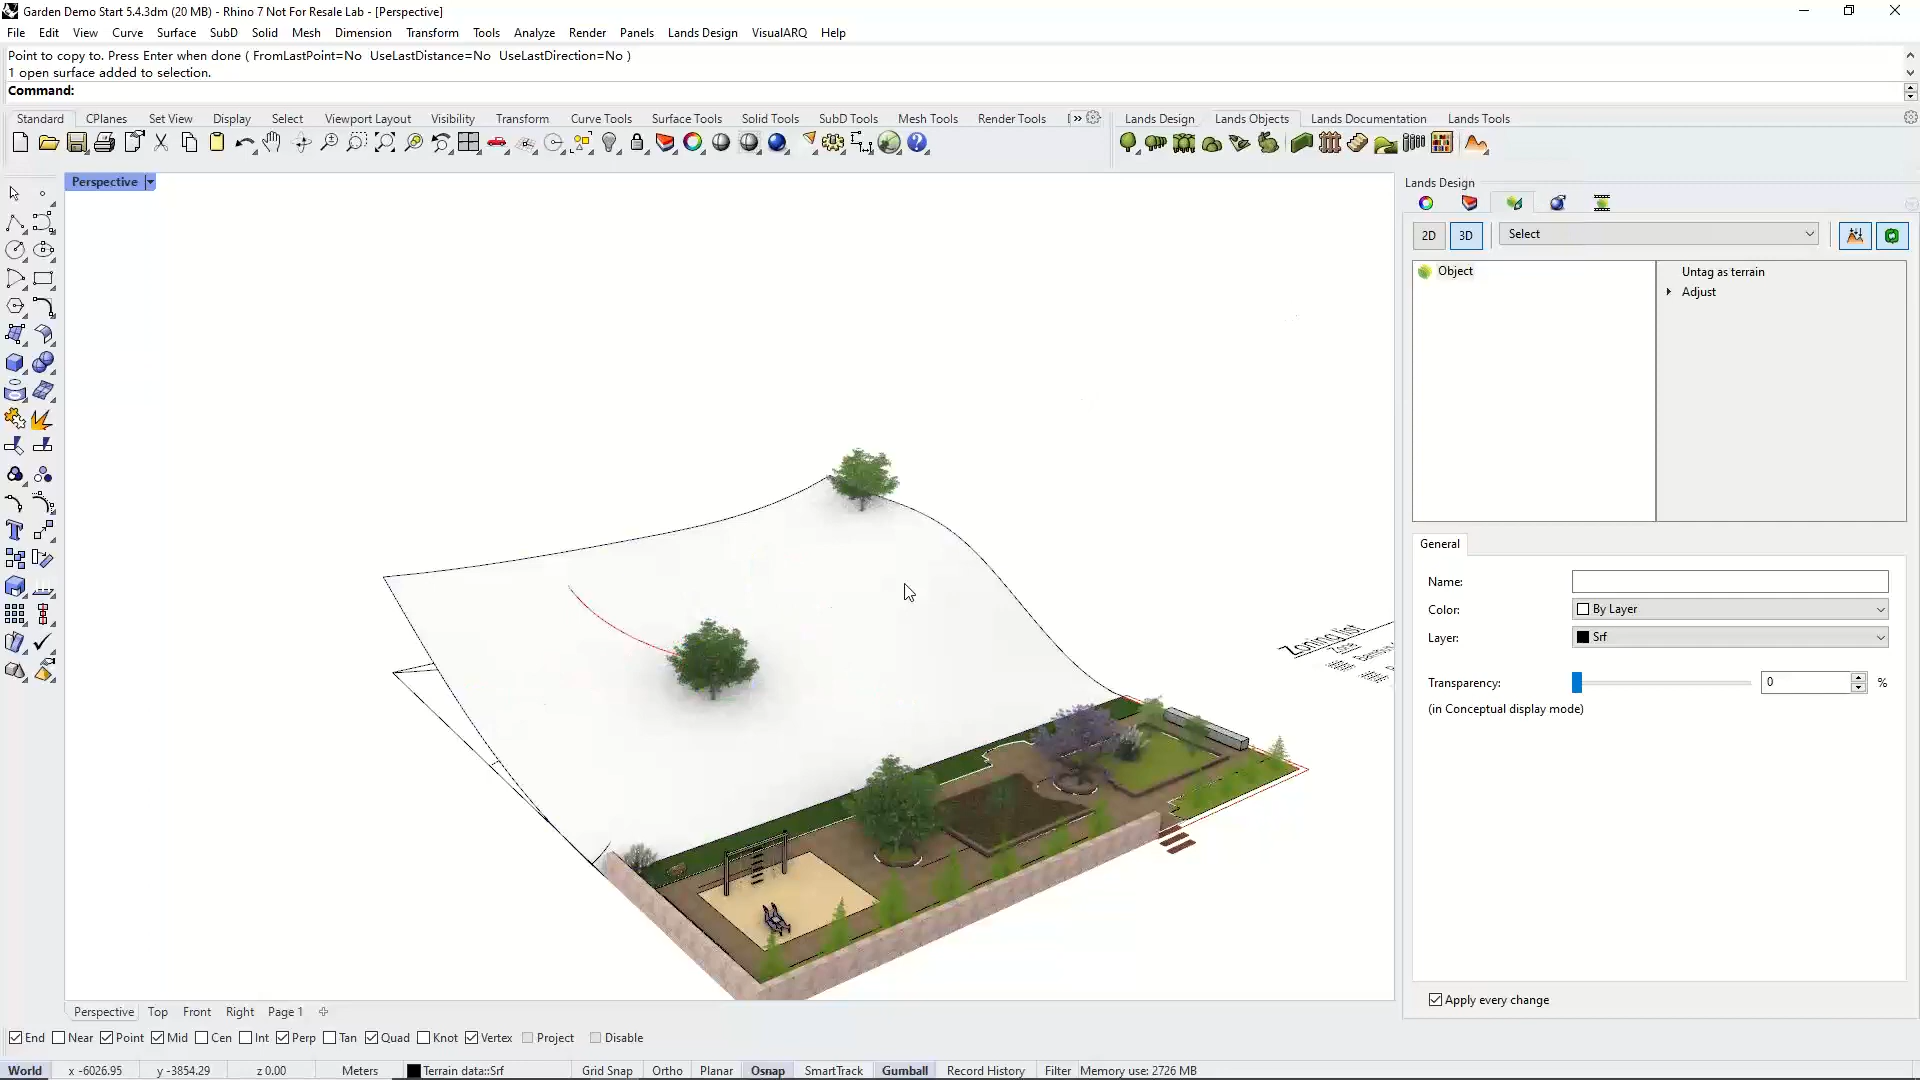 Garden Demo Start 5.4.3dm (20 MB) - Rhino 7 Not For Resale Lab - [Perspective]
File Edit View Curve Surface SubD Solid Mesh Dimension Transform Tools Analyze Render Panels Lands Design VisualARQ Help
Point to copy to. Press Enter when done ( FromLastPoint=No UseLastDistance=No UseLastDirection=No )
1 open surface added to selection.
Command:
Standard CPlanes Set View Display Select Viewport Layout Visibility Transform Curve Tools Surface Tools Solid Tools SubD Tools Mesh Tools Render Tools
Lands Design Lands Objects Lands Documentation Lands Tools
Perspective
Lands Design
2D 3D Select
Object
Untag as terrain
Adjust
General
Name:
Color: By Layer
Layer: Srf
Transparency: 0 %
(in Conceptual display mode)
Zoning list
Zone
Apply every change
Perspective Top Front Right Page 1
End Near Point Mid Cen Int Perp Tan Quad Knot Vertex Project Disable
World x -6026.95 y -3854.29 z 0.00 Meters Terrain data::Srf Grid Snap Ortho Planar Osnap SmartTrack Gumball Record History Filter Memory use: 2726 MB